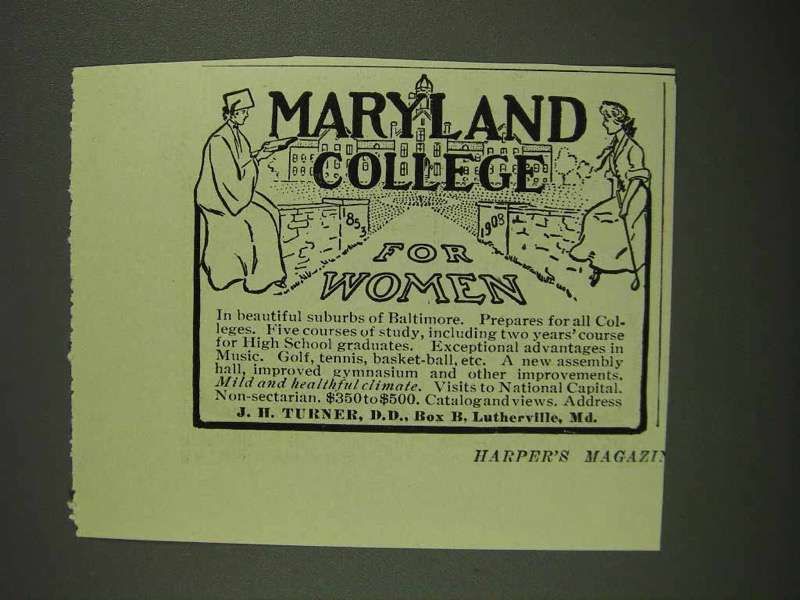 MARYLAND
COLLEGE
1853
1908
FOR
WOMEN
In beautiful suburbs of Baltimore. Prepares for all Col-
leges. Five courses of study, including two years' course
for High School graduates. Exceptional advantages in
Music. Golf, tennis, basket-ball, etc. A new assembly
hall, improved gymnasium and other improvements.
Mild and healthful climate. Visits to National Capital.
Non-sectarian. $350 to $500. Catalog and views. Address
J. H. TURNER, D.D., Box B, Lutherville, Md.
HARPER'S MAGAZIN